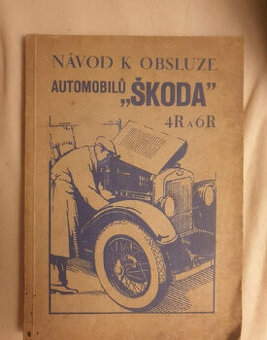 NÁVOD K OBSLUZE
AUTOMOBILŮ „ŠKODA”
4R A 6R